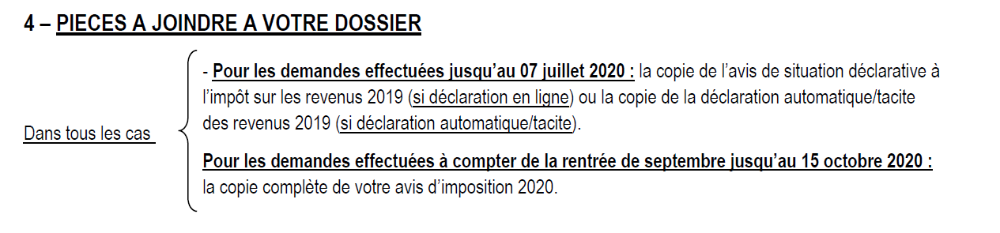 4 – PIECES A JOINDRE A VOTRE DOSSIER
- Pour les demandes effectuées jusqu’au 07 juillet 2020 : la copie de l’avis de situation déclarative à
l’impôt sur les revenus 2019 (si déclaration en ligne) ou la copie de la déclaration automatique/tacite
des revenus 2019 (si déclaration automatique/tacite).
Dans tous les cas
Pour les demandes effectuées à compter de la rentrée de septembre jusqu’au 15 octobre 2020 :
la copie complète de votre avis d’imposition 2020.